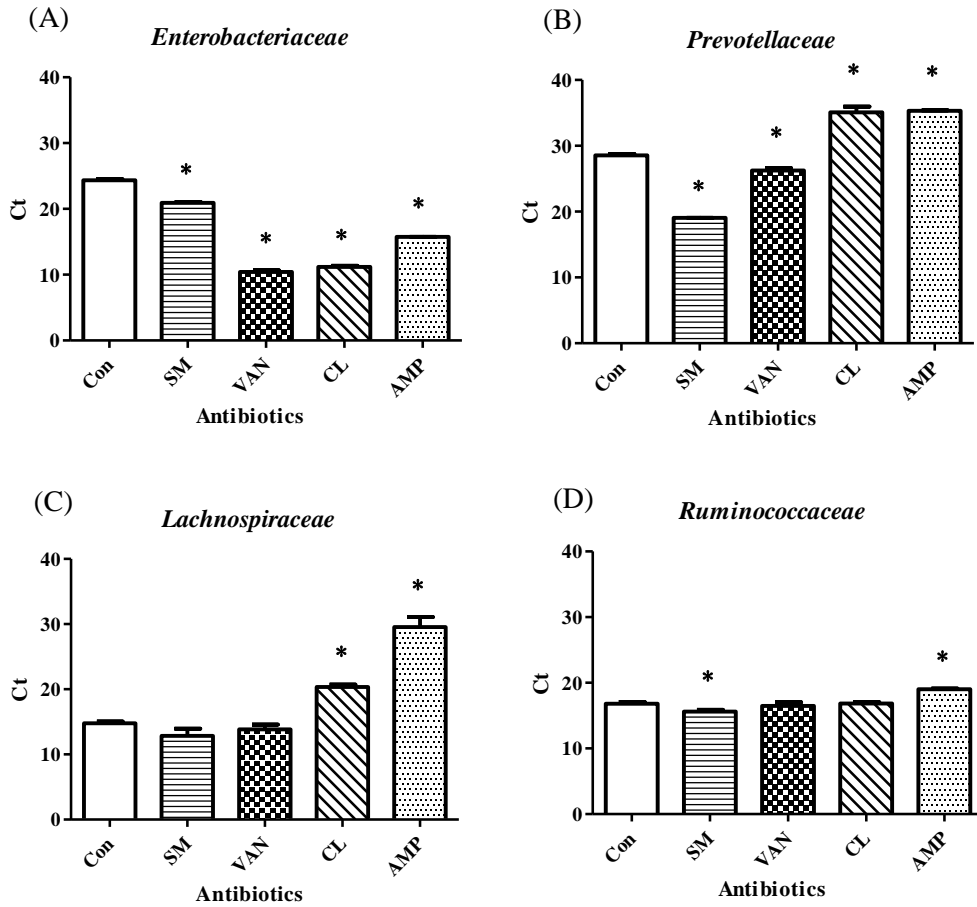 (A)
Enterobacteriaceae
40
30
20
10
0
Ct
* * * *
Con SM VAN CL AMP
Antibiotics
(B)
Prevotellaceae
40
30
20
10
0
Ct
* * * *
Con SM VAN CL AMP
Antibiotics
(C)
Lachnospiraceae
40
30
20
10
0
Ct
* *
Con SM VAN CL AMP
Antibiotics
(D)
Ruminococcaceae
40
30
20
10
0
Ct
* *
Con SM VAN CL AMP
Antibiotics